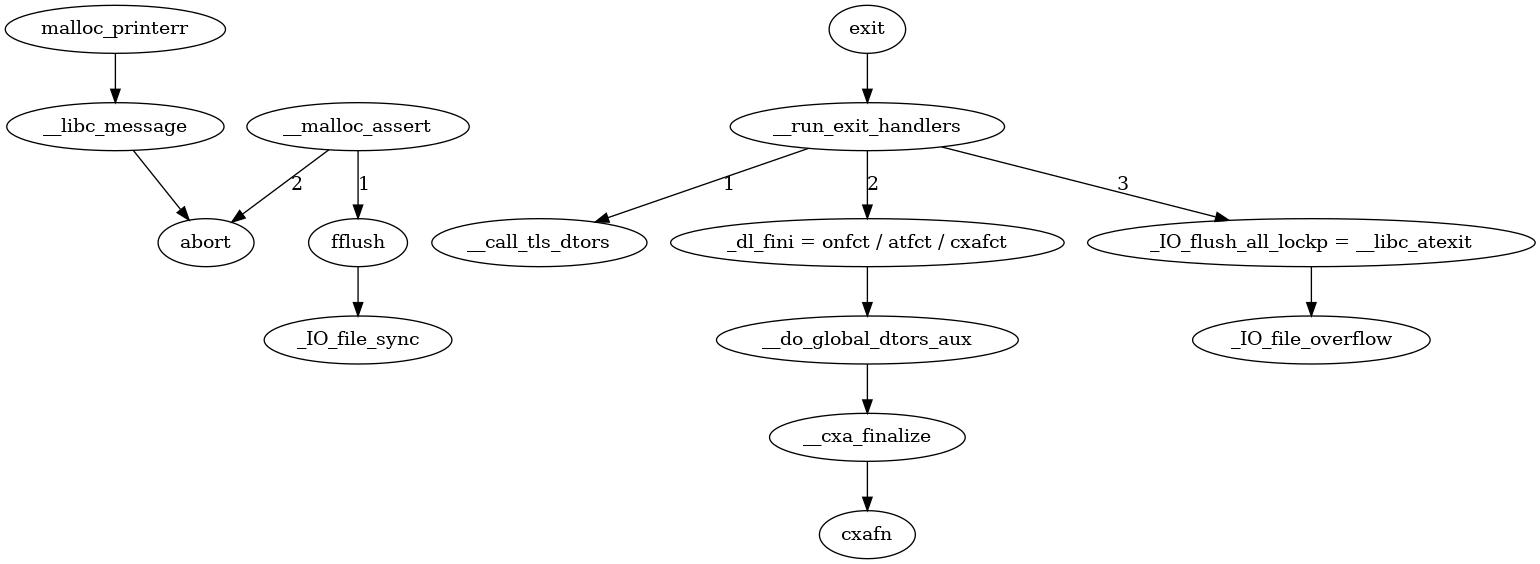 malloc_printerr
exit
__libc_message
__malloc_assert
__run_exit_handlers
2
1
1
2
3
abort
fflush
__call_tls_dtors
_dl_fini = onfct / atfct / cxafct
_IO_flush_all_lockp = __libc_atexit
_IO_file_sync
__do_global_dtors_aux
_IO_file_overflow
__cxa_finalize
cxafn